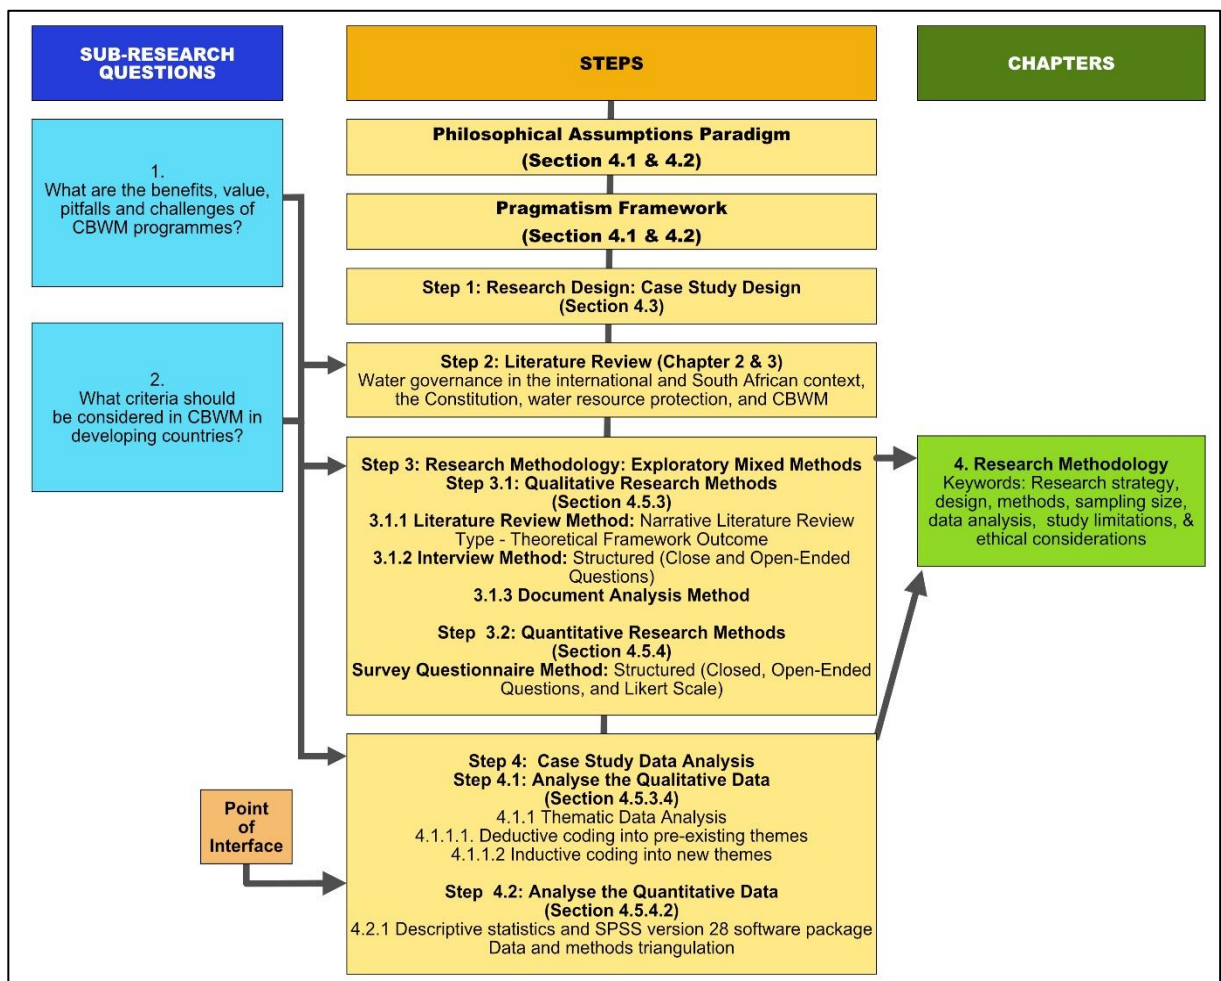 SUB-RESEARCH
QUESTIONS
STEPS
CHAPTERS
1.
What are the benefits, value,
pitfalls and challenges of
CBWM programmes?
2.
What criteria should
be considered in CBWM in
developing countries?
Point
of
Interface
Philosophical Assumptions Paradigm
(Section 4.1 & 4.2)
Pragmatism Framework
(Section 4.1 & 4.2)
Step 1: Research Design: Case Study Design
(Section 4.3)
Step 2: Literature Review (Chapter 2 & 3)
Water governance in the international and South African context,
the Constitution, water resource protection, and CBWM
Step 3: Research Methodology: Exploratory Mixed Methods
Step 3.1: Qualitative Research Methods
(Section 4.5.3)
3.1.1 Literature Review Method: Narrative Literature Review
Type - Theoretical Framework Outcome
3.1.2 Interview Method: Structured (Close and Open-Ended
Questions)
3.1.3 Document Analysis Method
Step 3.2: Quantitative Research Methods
(Section 4.5.4)
Survey Questionnaire Method: Structured (Closed, Open-Ended
Questions, and Likert Scale)
Step 4: Case Study Data Analysis
Step 4.1: Analyse the Qualitative Data
(Section 4.5.3.4)
4.1.1 Thematic Data Analysis
4.1.1.1. Deductive coding into pre-existing themes
4.1.1.2 Inductive coding into new themes
Step 4.2: Analyse the Quantitative Data
(Section 4.5.4.2)
4.2.1 Descriptive statistics and SPSS version 28 software package
Data and methods triangulation
4. Research Methodology
Keywords: Research strategy,
design, methods, sampling size,
data analysis, study limitations, &
ethical considerations